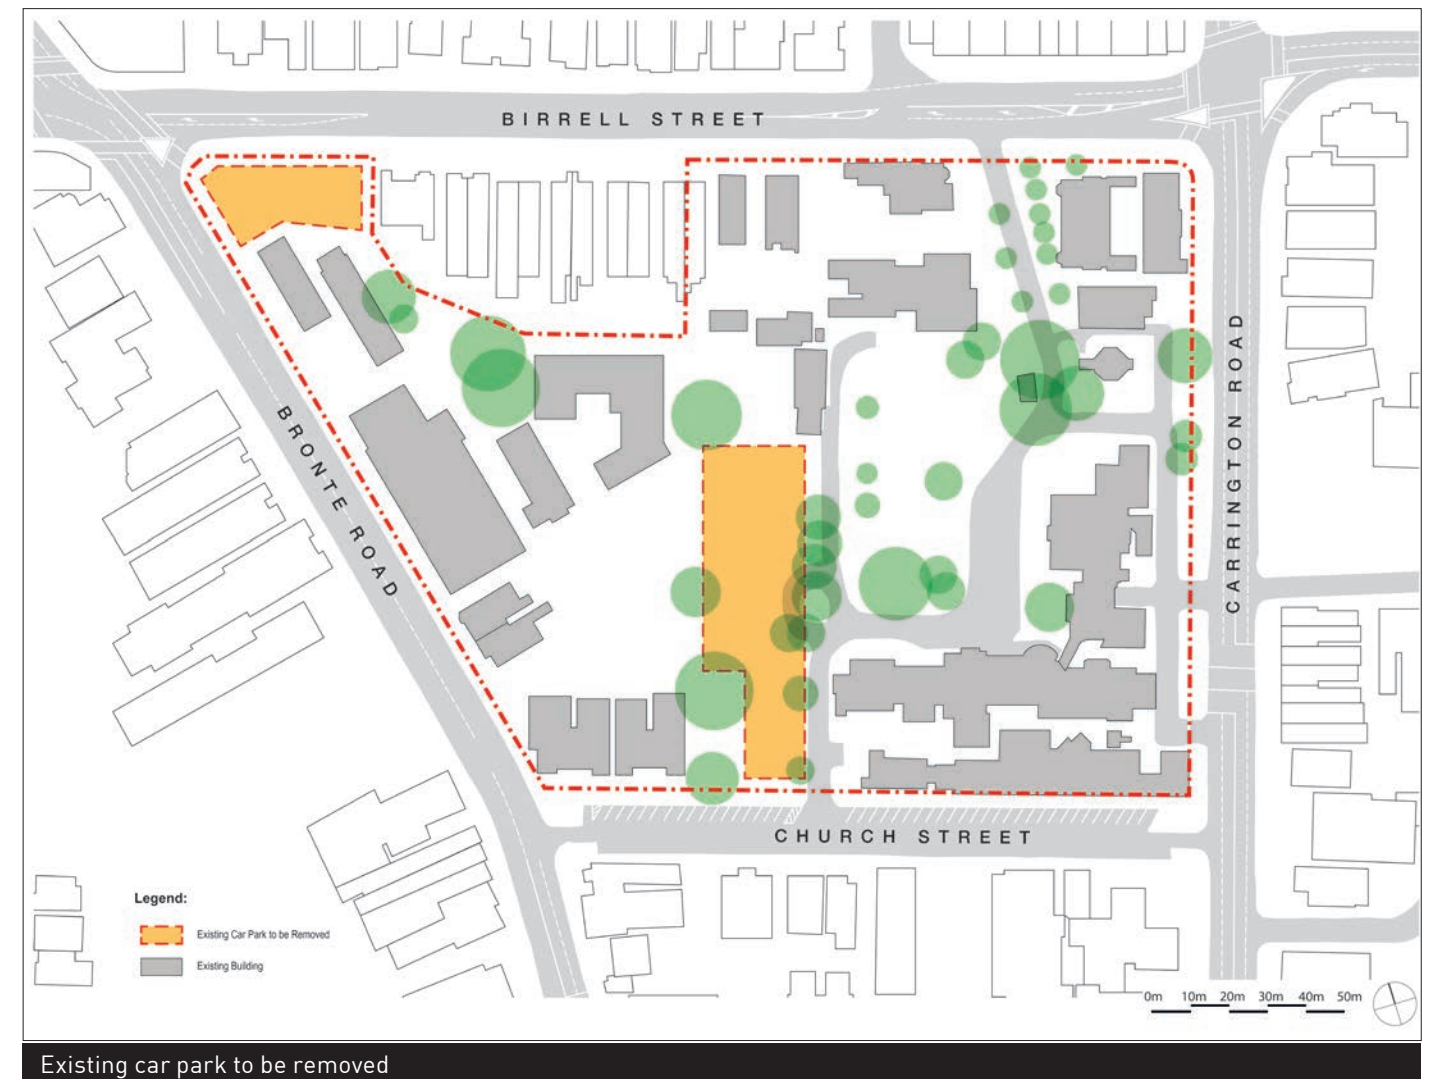 BIRRELL STREET
BRONTE ROAD
CARRINGTON ROAD
CHURCH STREET
Legend:
Existing Car Park to be Removed
Existing Building
0m 10m 20m 30m 40m 50m
Existing car park to be removed